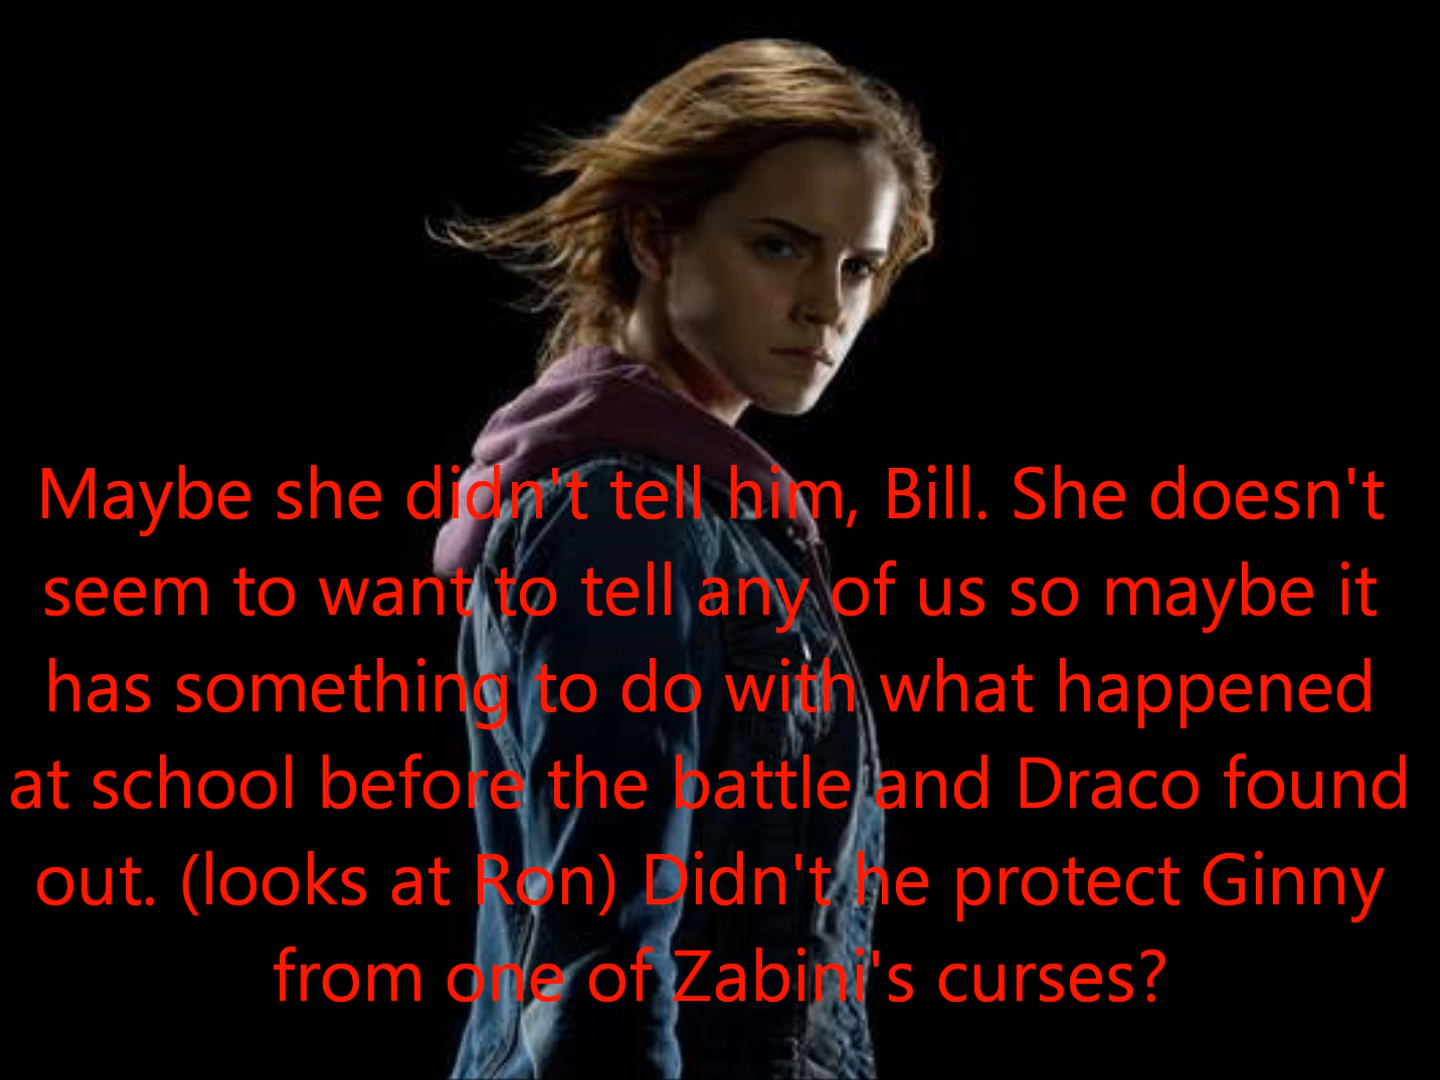 Maybe she didn't tell him, Bill. She doesn't
seem to want to tell any of us so maybe it
has something to do with what happened
at school before the battle and Draco found
out. (looks at Ron) Didn't he protect Ginny
from one of Zabini's curses?